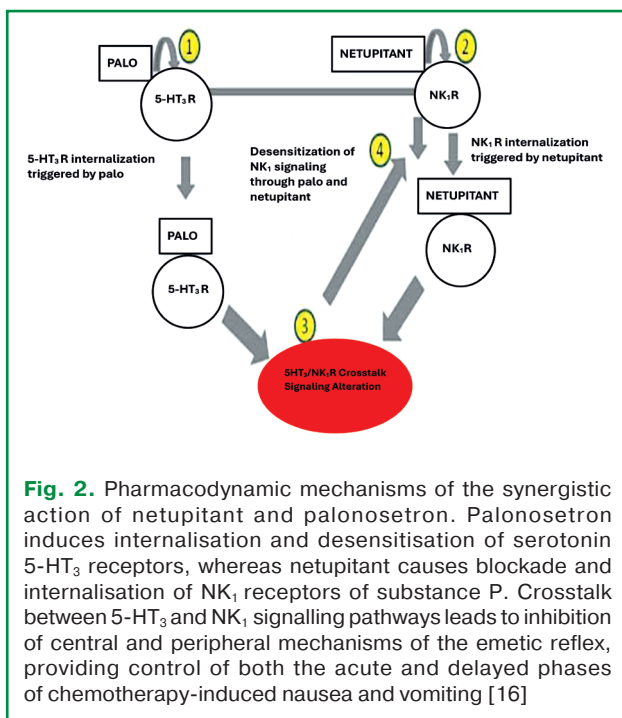 1
PALO
5-HT₃ R
NETUPITANT
2
NK₁R
5-HT₃R internalization
triggered by palo
Desensitization of
NK₁ signaling
through palo and
netupitant
4
NK₁ R internalization
triggered by netupitant
PALO
5-HT₃R
NETUPITANT
NK₁R
3
5HT₃/NK₁R Crosstalk
Signaling Alteration
Fig. 2. Pharmacodynamic mechanisms of the synergistic
action of netupitant and palonosetron. Palonosetron
induces internalisation and desensitisation of serotonin
5-HT₃ receptors, whereas netupitant causes blockade and
internalisation of NK₁ receptors of substance P. Crosstalk
between 5-HT₃ and NK₁ signalling pathways leads to inhibition
of central and peripheral mechanisms of the emetic reflex,
providing control of both the acute and delayed phases
of chemotherapy-induced nausea and vomiting [16]